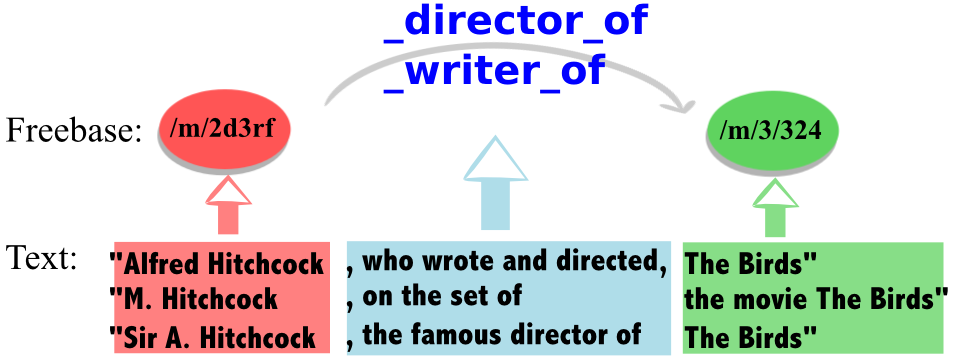 _director_of
_writer_of
Freebase: /m/2d3rf /m/3/324
Text: "Alfred Hitchcock , who wrote and directed, The Birds"
"M. Hitchcock , on the set of the movie The Birds"
"Sir A. Hitchcock , the famous director of The Birds"